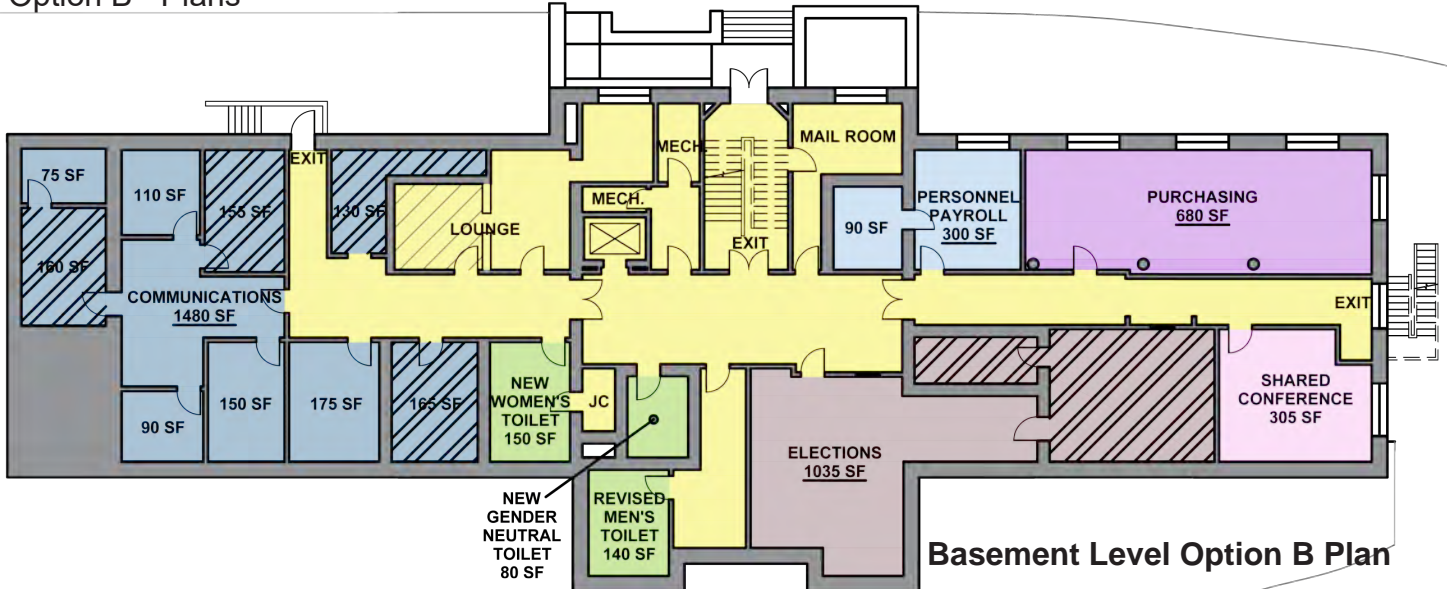 Option B - Plans
75 SF
110 SF
155 SF
160 SF
EXIT
130 SF
LOUNGE
MECH.
MECH.
EXIT
MAIL ROOM
90 SF
PERSONNEL
PAYROLL
300 SF
PURCHASING
680 SF
EXIT
COMMUNICATIONS
1480 SF
90 SF
150 SF
175 SF
165 SF
NEW
WOMEN'S
TOILET
150 SF
JC
NEW
GENDER
NEUTRAL
TOILET
80 SF
REVISED
MEN'S
TOILET
140 SF
ELECTIONS
1035 SF
SHARED
CONFERENCE
305 SF
Basement Level Option B Plan